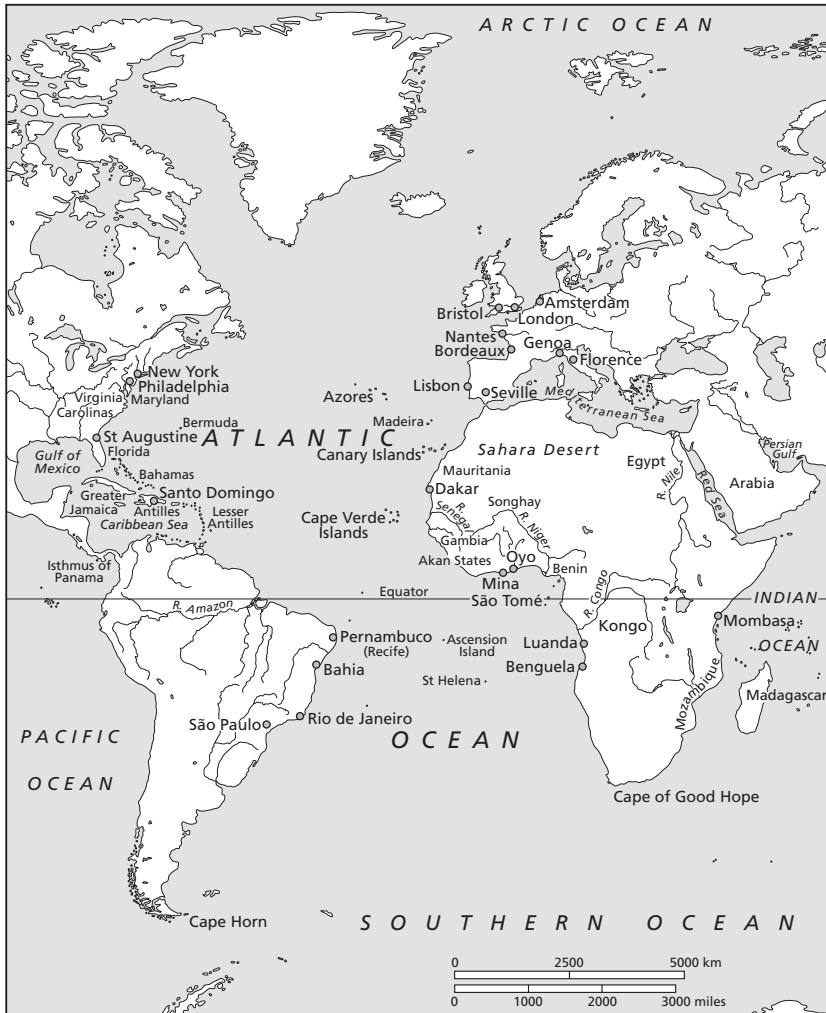 ARCTIC OCEAN
Bristol
Amsterdam
London
Nantes
Bordeaux
Genoa
Florence
New York
Philadelphia
Virginia
Maryland
Carolinas
Azores
Lisbon
Seville
Mediterranean Sea
Bermuda
Madeira
St Augustine
Florida
ATLANTIC
Canary Islands
Sahara Desert
Egypt
R. Nile
Persian
Gulf
Gulf of
Mexico
Bahamas
Mauritania
Red Sea
Arabia
Greater
Antilles
Santo Domingo
Jamaica
Caribbean Sea
Lesser
Antilles
Dakar
Songhay
R.
Senega
R. Niger
Cape Verde
Islands
Gambia
Akan States
Oyo
Benin
Isthmus of
Panama
Mina
São Tomé
R. Congo
Equator
INDIAN
OCEAN
R. Amazon
Pernambuco
(Recife)
Ascension
Island
Luanda
Kongo
Mombasa
Bahia
St Helena
Benguela
Mozambique
Madagascar
São Paulo
Rio de Janeiro
PACIFIC
OCEAN
OCEAN
Cape of Good Hope
Cape Horn
SOUTHERN OCEAN
0 2500 5000 km
0 1000 2000 3000 miles